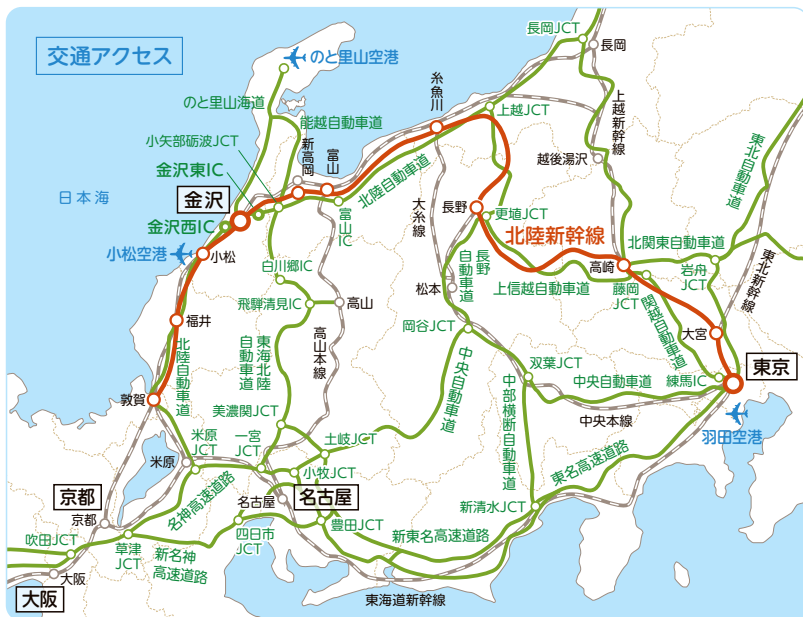 交通アクセス
長岡JCT
長岡
のと里山空港
糸魚川
のと里山海道
上越JCT
上越新幹線
能越自動車道
小矢部砺波JCT
新高岡
富山
東北自動車道
越後湯沢
金沢東IC
北陸自動車道
日本海
金沢
長野
大糸線
富山IC
更埴JCT
金沢西IC
北陸新幹線
北関東自動車道
小松空港
小松
長野自動車道
高崎
岩舟JCT
東北新幹線
白川郷IC
松本
上信越自動車道
藤岡JCT
飛騨清見IC
高山
関越自動車道
福井
岡谷JCT
大宮
北陸自動車道
東海北陸自動車道
高山本線
中央自動車道
双葉JCT
東京
中央自動車道
練馬IC
敦賀
美濃関JCT
中部横断自動車道
中央本線
羽田空港
米原JCT
一宮JCT
土岐JCT
米原
小牧JCT
東名高速道路
京都
名神高速道路
名古屋
名古屋
新清水JCT
京都
豊田JCT
吹田JCT
四日市JCT
新東名高速道路
草津JCT
新名神高速道路
大阪
大阪
東海道新幹線